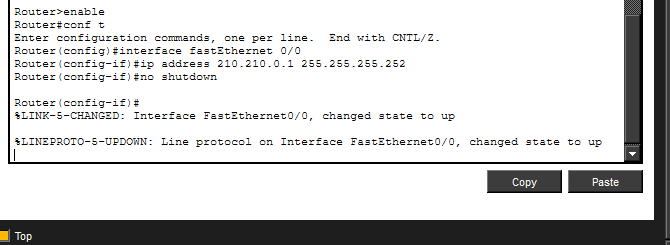 Router>enable
Router#conf t
Enter configuration commands, one per line.  End with CNTL/Z.
Router(config)#interface fastEthernet 0/0
Router(config-if)#ip address 210.210.0.1 255.255.255.252
Router(config-if)#no shutdown
Router(config-if)#
%LINK-5-CHANGED: Interface FastEthernet0/0, changed state to up
%LINEPROTO-5-UPDOWN: Line protocol on Interface FastEthernet0/0, changed state to up
Copy Paste
Top